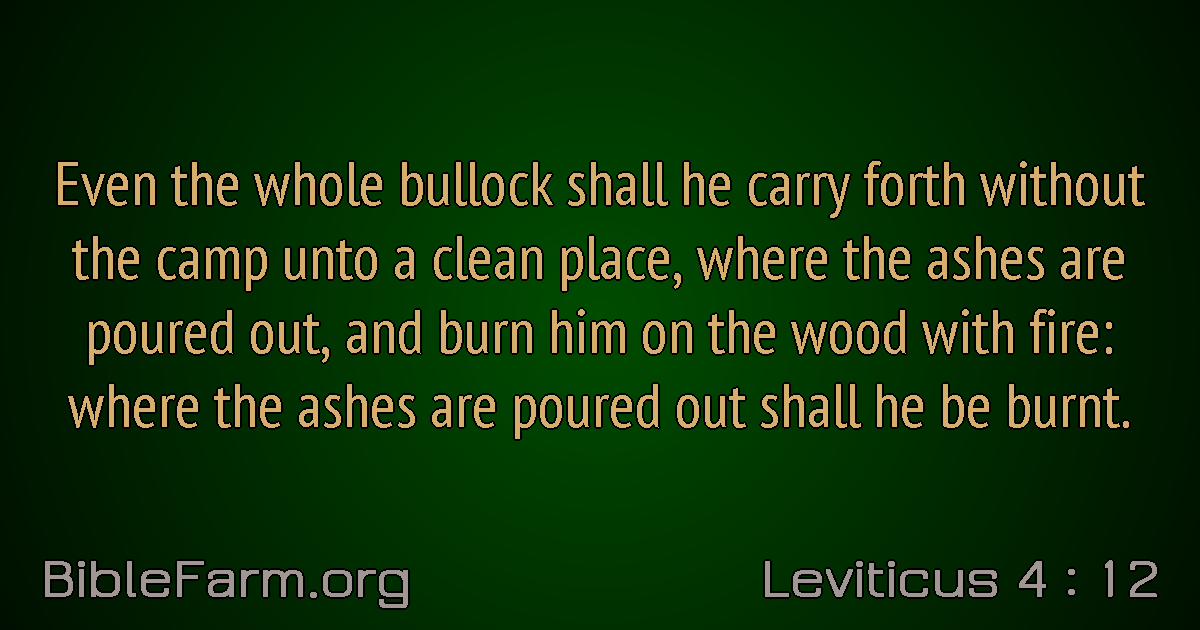 Even the whole bullock shall he carry forth without
the camp unto a clean place, where the ashes are
poured out, and burn him on the wood with fire:
where the ashes are poured out shall he be burnt.
BibleFarm.org
Leviticus 4 : 12